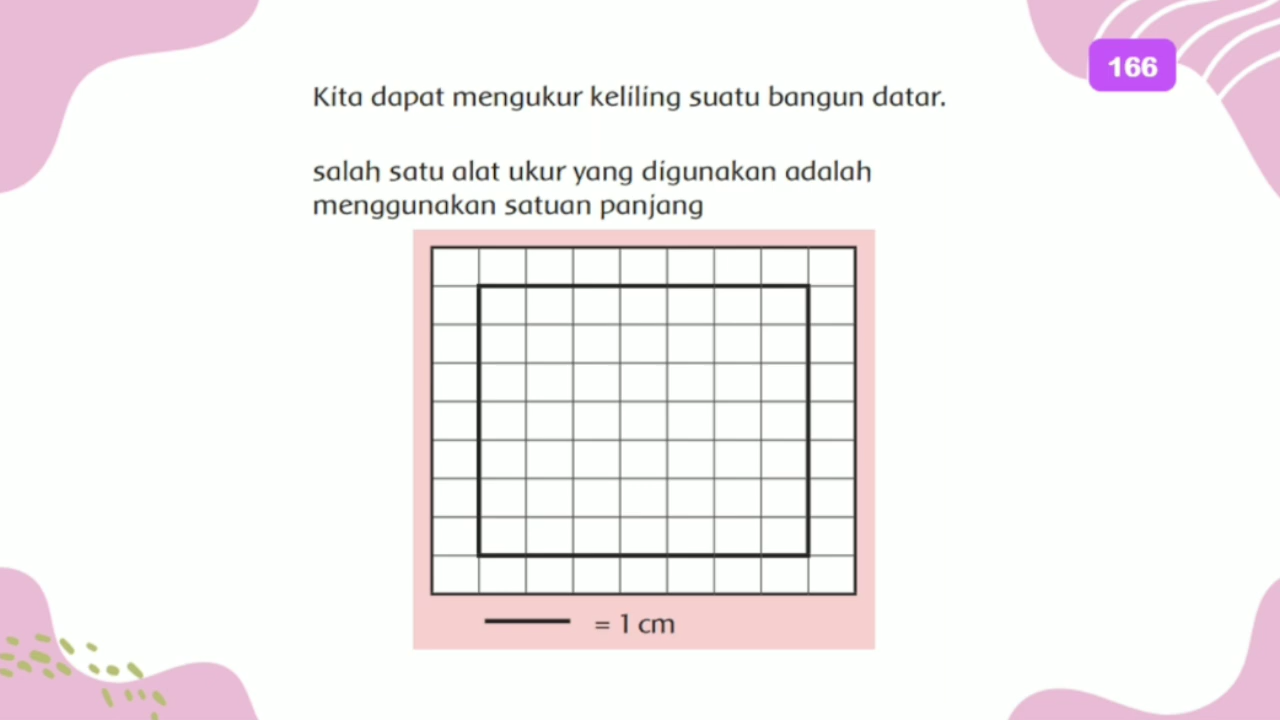 166
Kita dapat mengukur keliling suatu bangun datar.
salah satu alat ukur yang digunakan adalah
menggunakan satuan panjang
= 1 cm